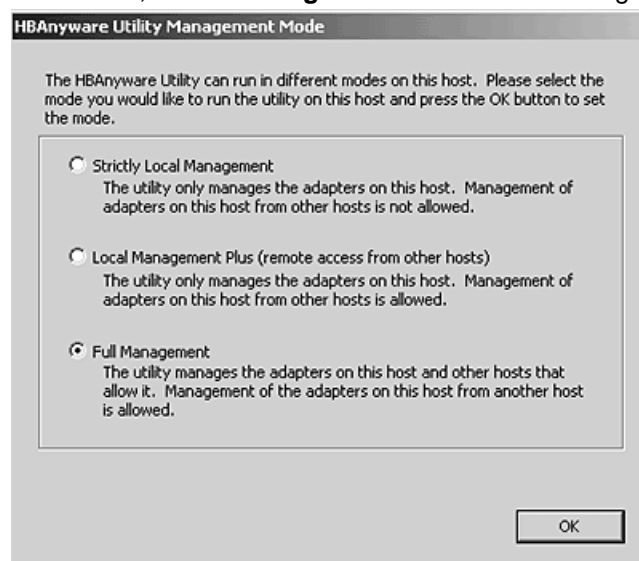 HBAnyware Utility Management Mode
The HBAnyware Utility can run in different modes on this host. Please select the
mode you would like to run the utility on this host and press the OK button to set
the mode.
Strictly Local Management
The utility only manages the adapters on this host. Management of
adapters on this host from other hosts is not allowed.
Local Management Plus (remote access from other hosts)
The utility only manages the adapters on this host. Management of
adapters on this host from other hosts is allowed.
Full Management
The utility manages the adapters on this host and other hosts that
allow it. Management of the adapters on this host from another host
is allowed.
OK